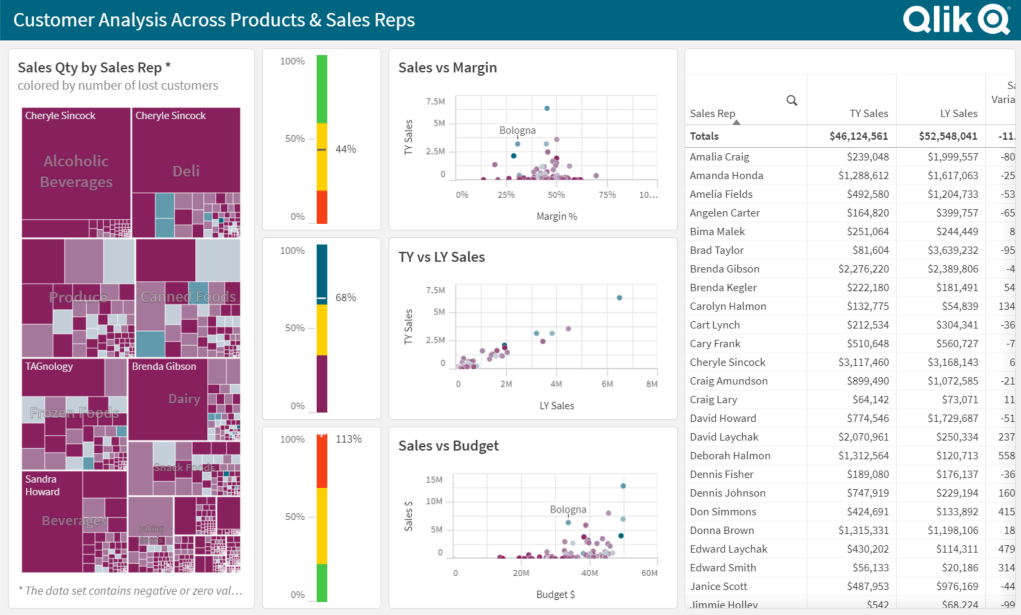 Customer Analysis Across Products & Sales Reps
Qlik
Sales Qty by Sales Rep *
colored by number of lost customers
Cheryle Sincock
Cheryle Sincock
Alcoholic
Beverages
Deli
Produce
Canned Foods
TAGnology
Brenda Gibson
Frozen Foods
Dairy
Snack Foods
Sandra
Howard
Beverages
* The data set contains negative or zero val…
100%
50%
44%
0%
100%
68%
50%
0%
100%
113%
50%
0%
Sales vs Margin
7.5M
5M
2.5M
0
TY Sales
Bologna
0%
25%
50%
75%
10…
Margin %
TY vs LY Sales
7.5M
5M
2.5M
0
TY Sales
0
2M
4M
6M
8M
LY Sales
Sales vs Budget
15M
10M
5M
0
Sales $
Bologna
0
20M
40M
60M
Budget $
Sa
Varia
Sales Rep TY Sales LY Sales
Totals $46,124,561 $52,548,041 -11.
Amalia Craig $239,048 $1,999,557 -80
Amanda Honda $1,288,612 $1,617,063 -25
Amelia Fields $492,580 $1,204,733 -53
Angelen Carter $164,820 $399,757 -65
Bima Malek $251,064 $244,449 8
Brad Taylor $81,604 $3,639,232 -95
Brenda Gibson $2,276,220 $2,389,806 -4
Brenda Kegler $222,180 $181,491 54
Carolyn Halmon $132,775 $54,839 134
Cart Lynch $212,534 $304,341 -36
Cary Frank $510,648 $560,727 -7
Cheryle Sincock $3,117,460 $3,168,143 6
Craig Amundson $899,490 $1,072,585 -21
Craig Lary $64,142 $73,071 11
David Howard $774,546 $1,729,687 -51
David Laychak $2,070,961 $250,334 237
Deborah Halmon $1,312,564 $120,713 558
Dennis Fisher $189,080 $176,137 -36
Dennis Johnson $747,919 $229,194 160
Don Simmons $424,691 $133,892 415
Donna Brown $1,315,331 $1,198,106 18
Edward Laychak $430,202 $114,311 479
Edward Smith $56,133 $20,186 314
Janice Scott $487,953 $976,169 -44
Jimmie Holley $542 $68,224 -99